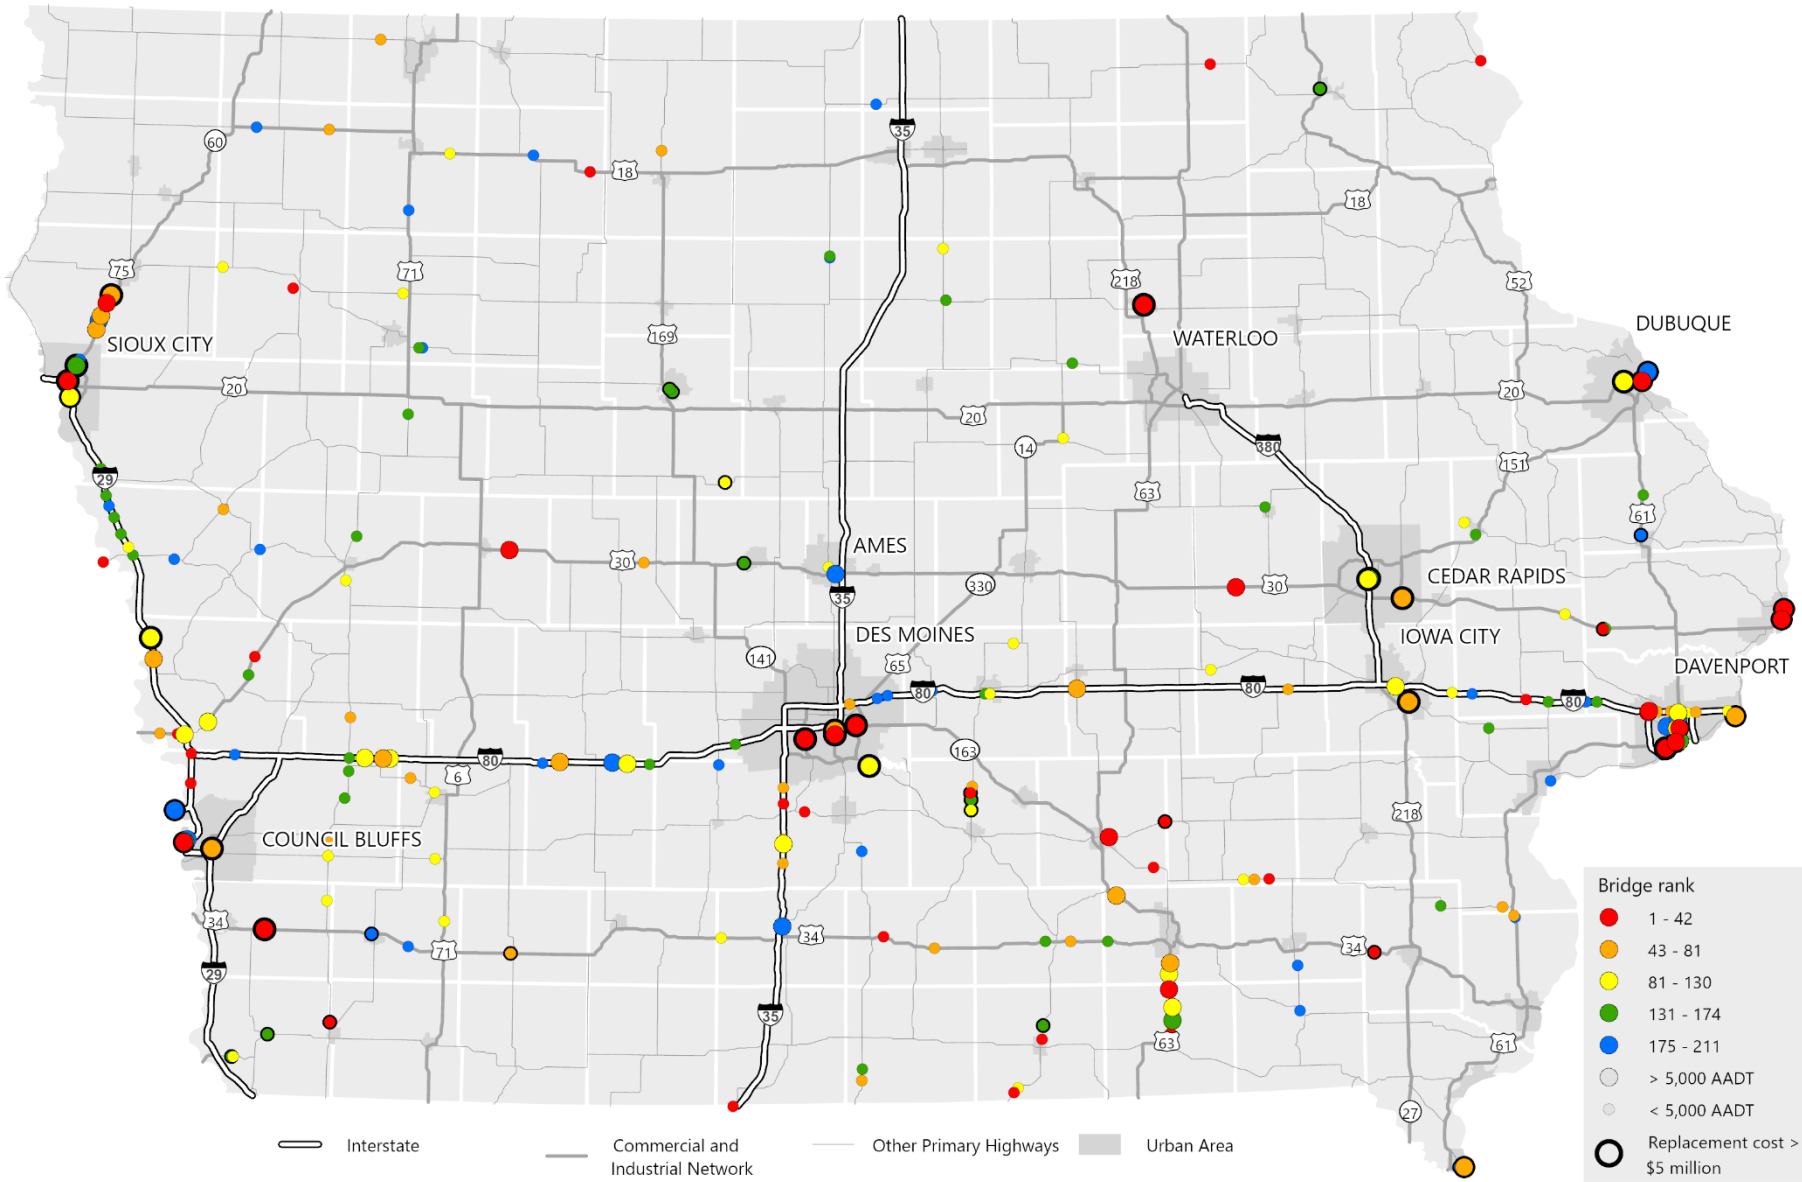 35
60
18
18
75
71
218
52
169
SIOUX CITY
WATERLOO
DUBUQUE
20
20
20
14
380
151
29
63
61
AMES
30
330
30
CEDAR RAPIDS
35
DES MOINES
IOWA CITY
141
65
DAVENPORT
80
80
80
163
80
6
218
COUNCIL BLUFFS
34
71
34
34
29
35
63
61
27
Bridge rank
1 - 42
43 - 81
81 - 130
131 - 174
175 - 211
> 5,000 AADT
< 5,000 AADT
Replacement cost >
$5 million
Interstate
Commercial and
Industrial Network
Other Primary Highways
Urban Area